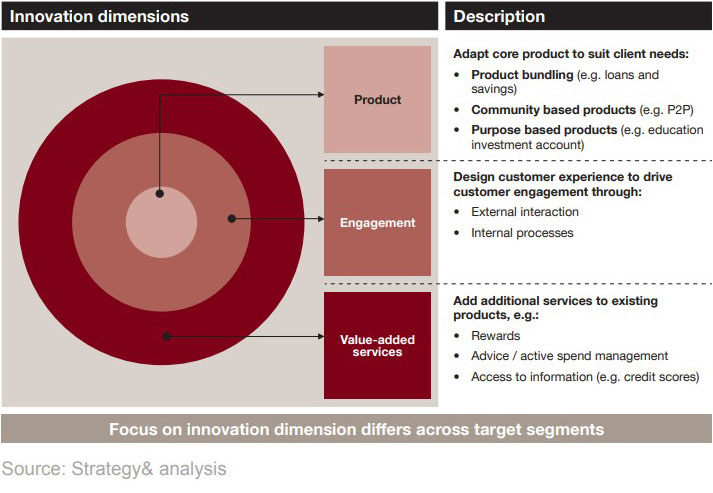 Innovation dimensions
Description
Product
Adapt core product to suit client needs:
• Product bundling (e.g. loans and
savings)
• Community based products (e.g. P2P)
• Purpose based products (e.g. education
investment account)
Engagement
Design customer experience to drive
customer engagement through:
• External interaction
• Internal processes
Value-added
services
Add additional services to existing
products, e.g.:
• Rewards
• Advice / active spend management
• Access to information (e.g. credit scores)
Focus on innovation dimension differs across target segments
Source: Strategy& analysis